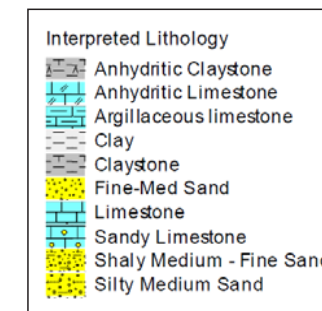 Interpreted Lithology
Anhydritic Claystone
Anhydritic Limestone
Argillaceous limestone
Clay
Claystone
Fine-Med Sand
Limestone
Sandy Limestone
Shaly Medium - Fine Sand
Silty Medium Sand